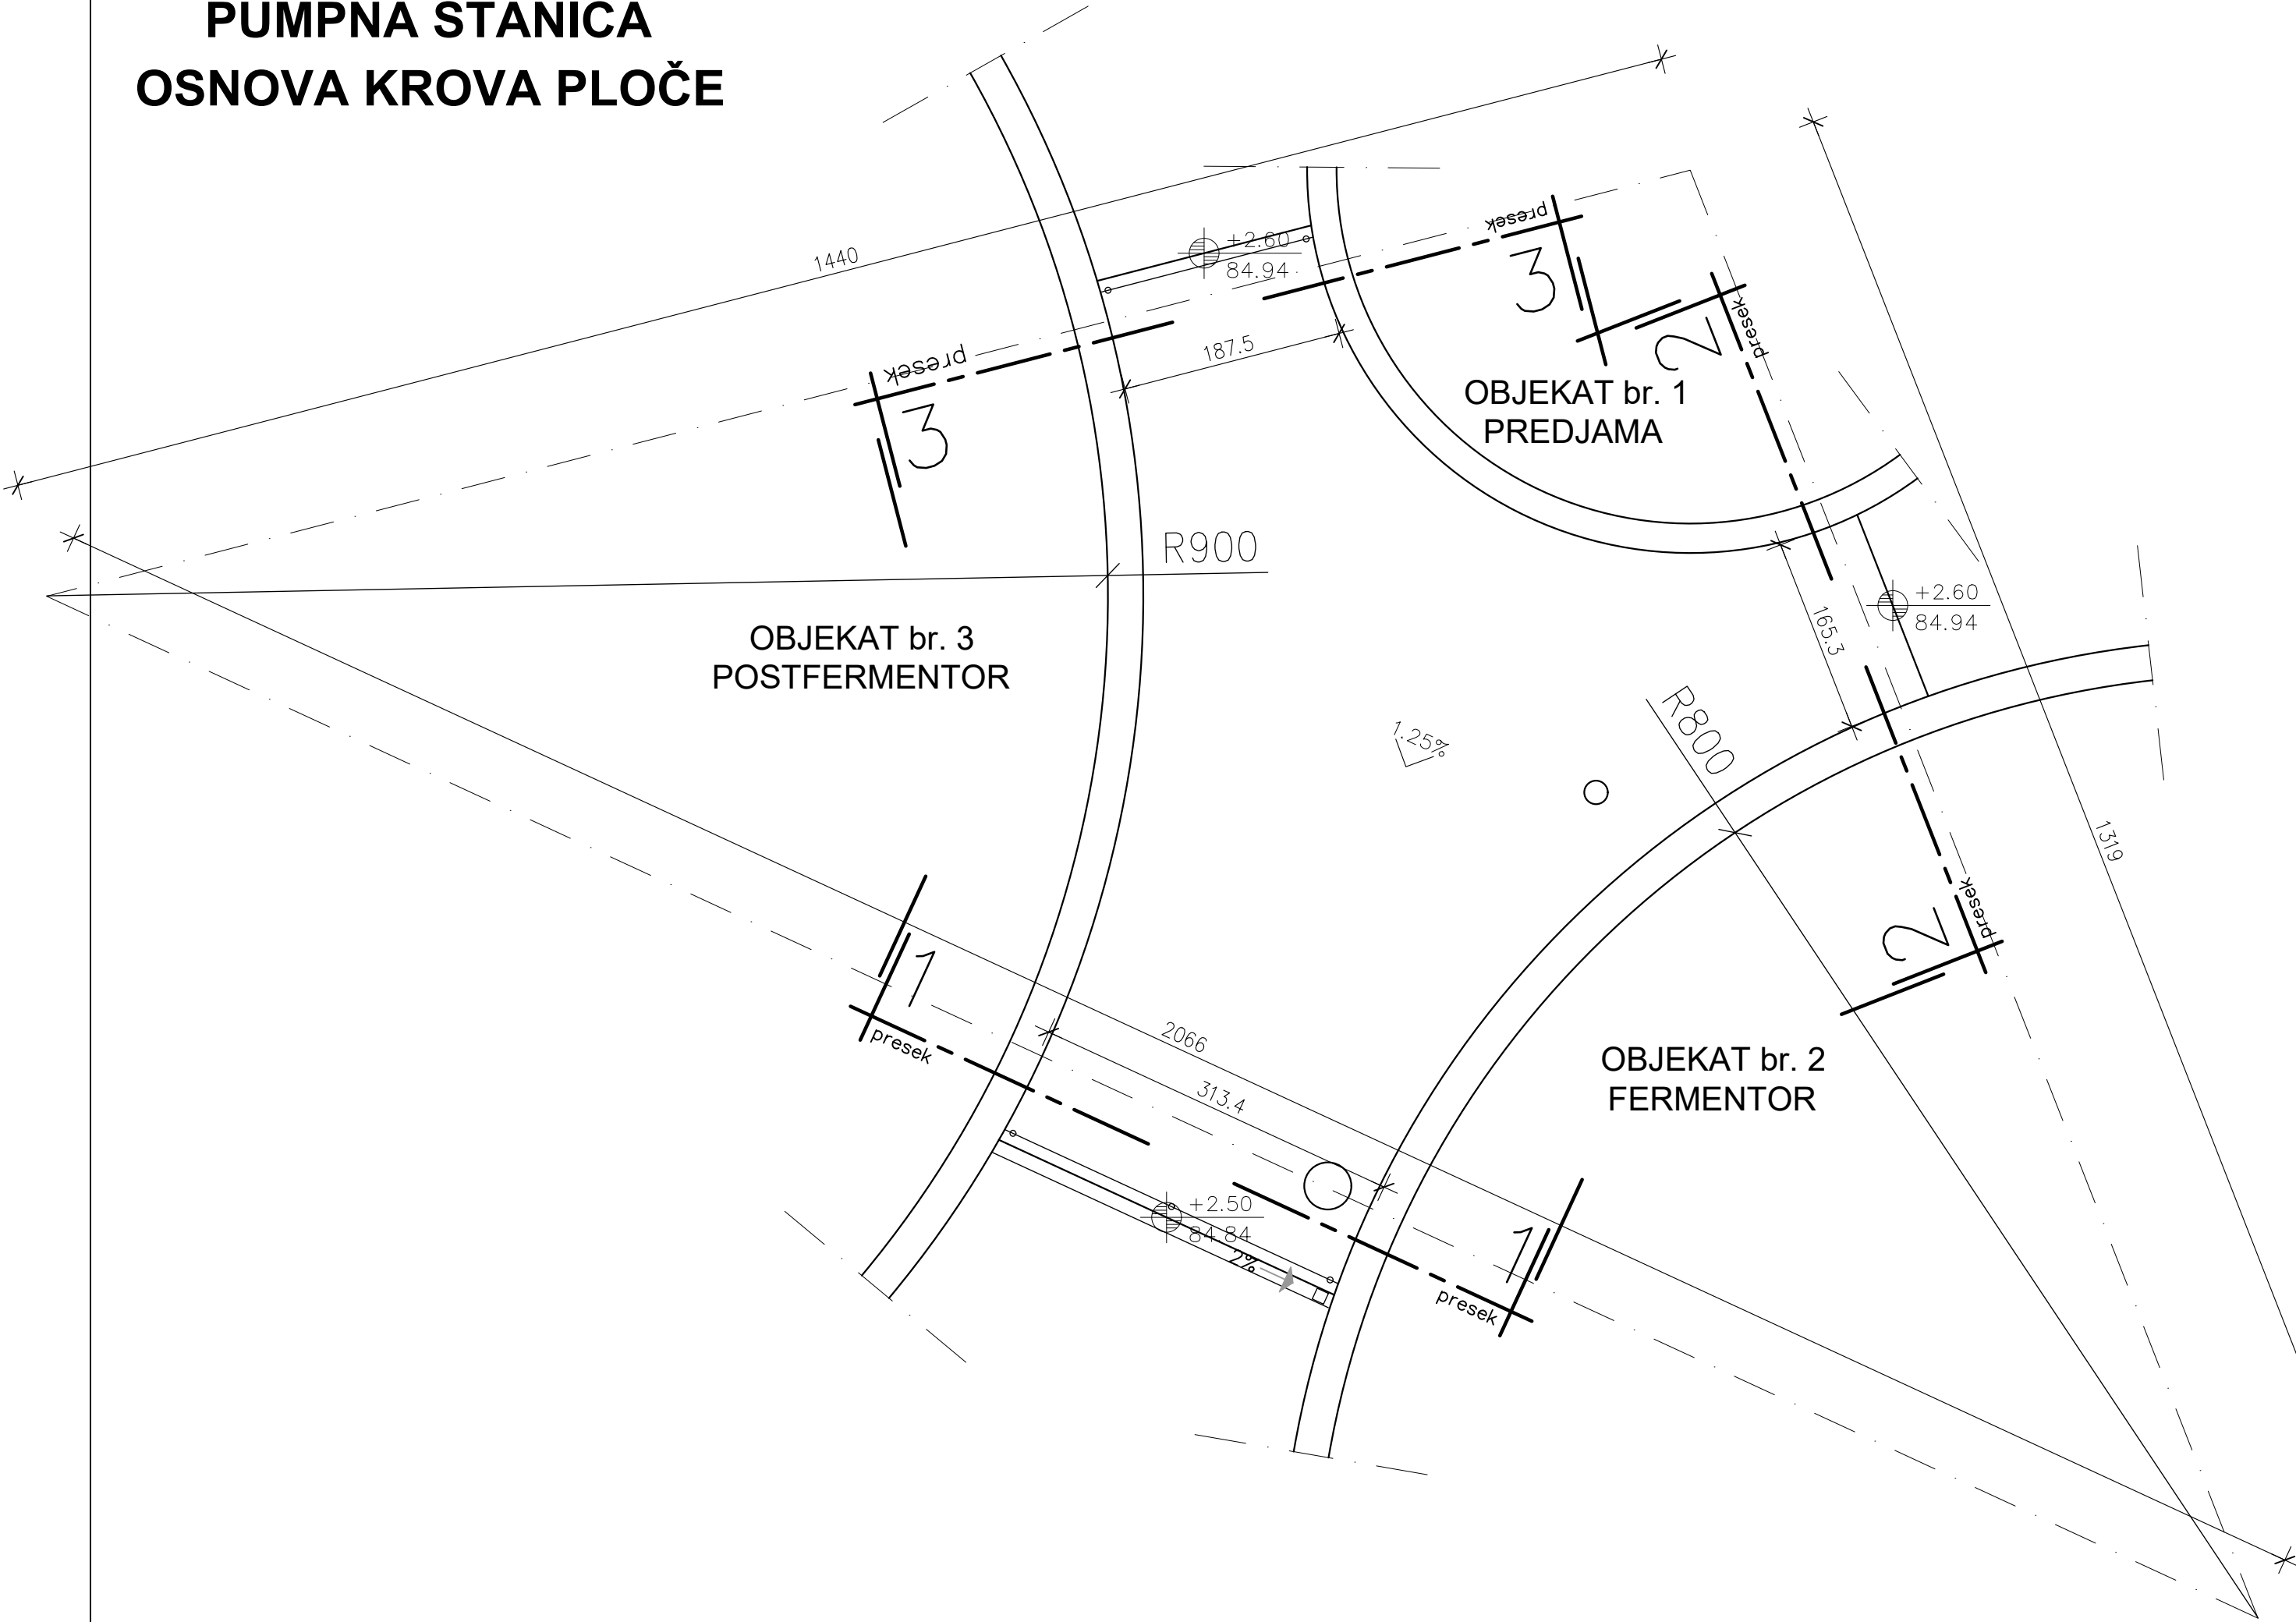 PUMPNA STANICA
OSNOVA KROVA PLOČE
1440
+2.60
84.94
presek
3
187.5
presek
3
2
presek
OBJEKAT br. 1
PREDJAMA
R900
+2.60
84.94
165.3
OBJEKAT br. 3
POSTFERMENTOR
R800
1.25%
1319
presek
2
1
presek
2066
313.4
OBJEKAT br. 2
FERMENTOR
+2.50
84.84
2%
1
presek